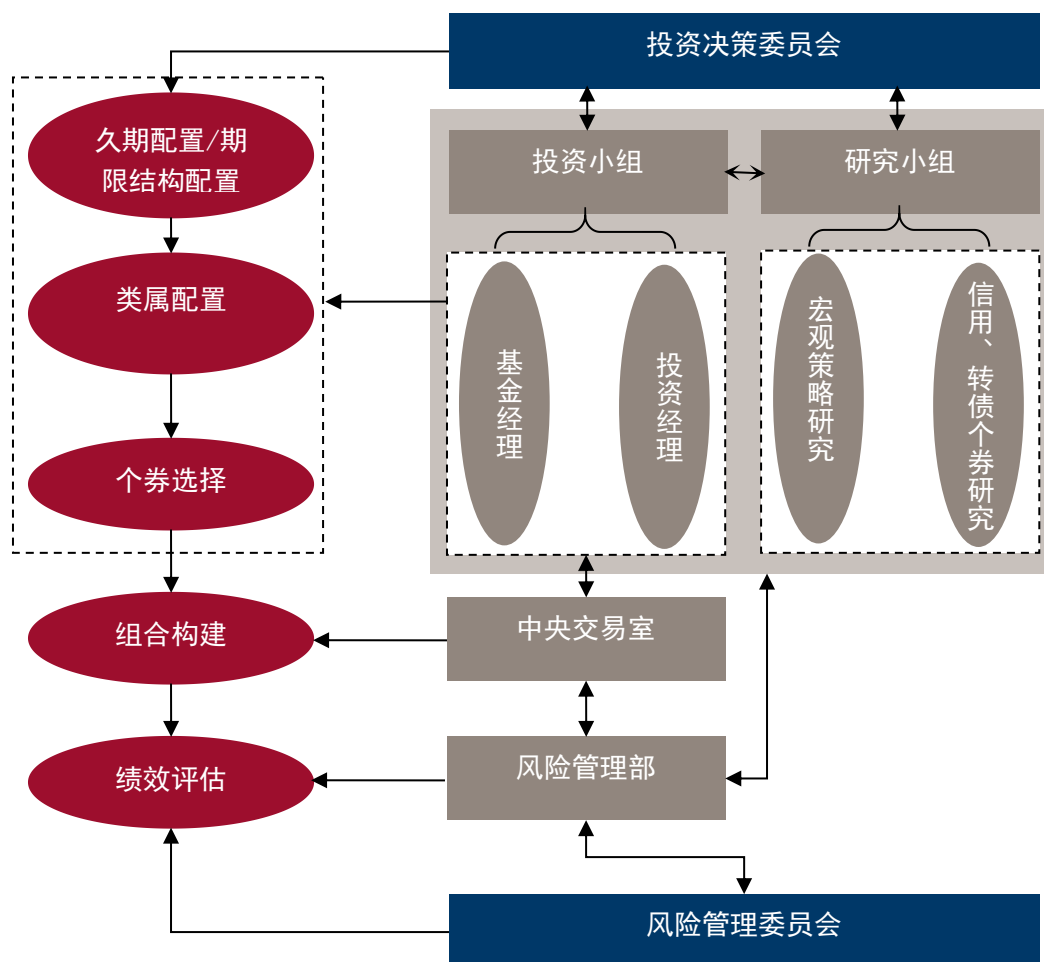 投资决策委员会
久期配置/期
限结构配置
类属配置
个券选择
组合构建
绩效评估
投资小组
研究小组
基金经理
投资经理
宏观策略研究
信用、转债个券研究
中央交易室
风险管理部
风险管理委员会